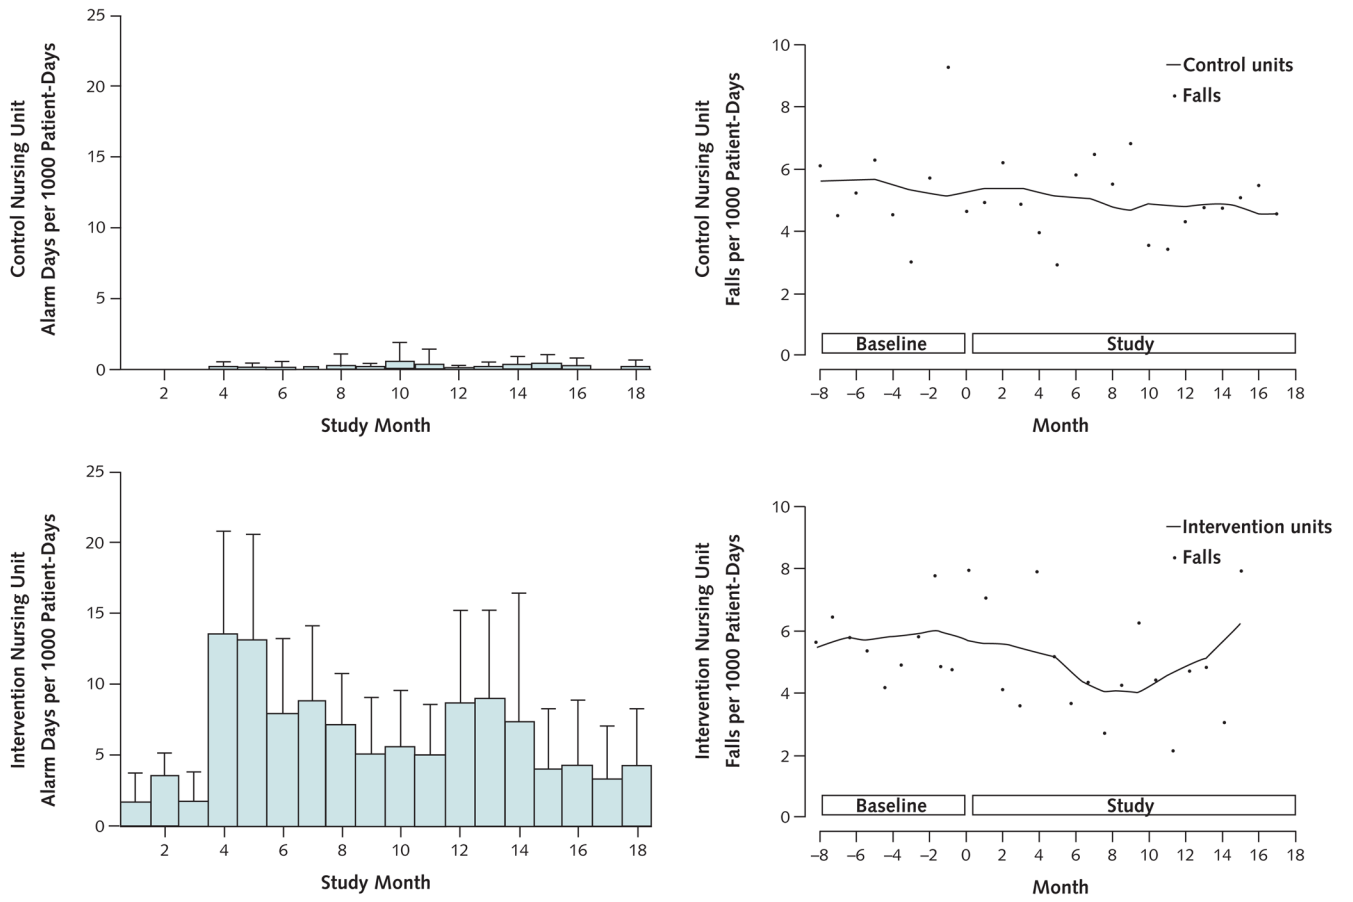 Control Nursing Unit
Alarm Days per 1000 Patient-Days
25
20
15
10
5
0
2 4 6 8 10 12 14 16 18
Study Month
Control Nursing Unit
Falls per 1000 Patient-Days
10
8
6
4
2
0
Control units
Falls
Baseline Study
–8 –6 –4 –2 0 2 4 6 8 10 12 14 16 18
Month
Intervention Nursing Unit
Alarm Days per 1000 Patient-Days
25
20
15
10
5
0
2 4 6 8 10 12 14 16 18
Study Month
Intervention Nursing Unit
Falls per 1000 Patient-Days
10
8
6
4
2
0
Intervention units
Falls
Baseline Study
–8 –6 –4 –2 0 2 4 6 8 10 12 14 16 18
Month